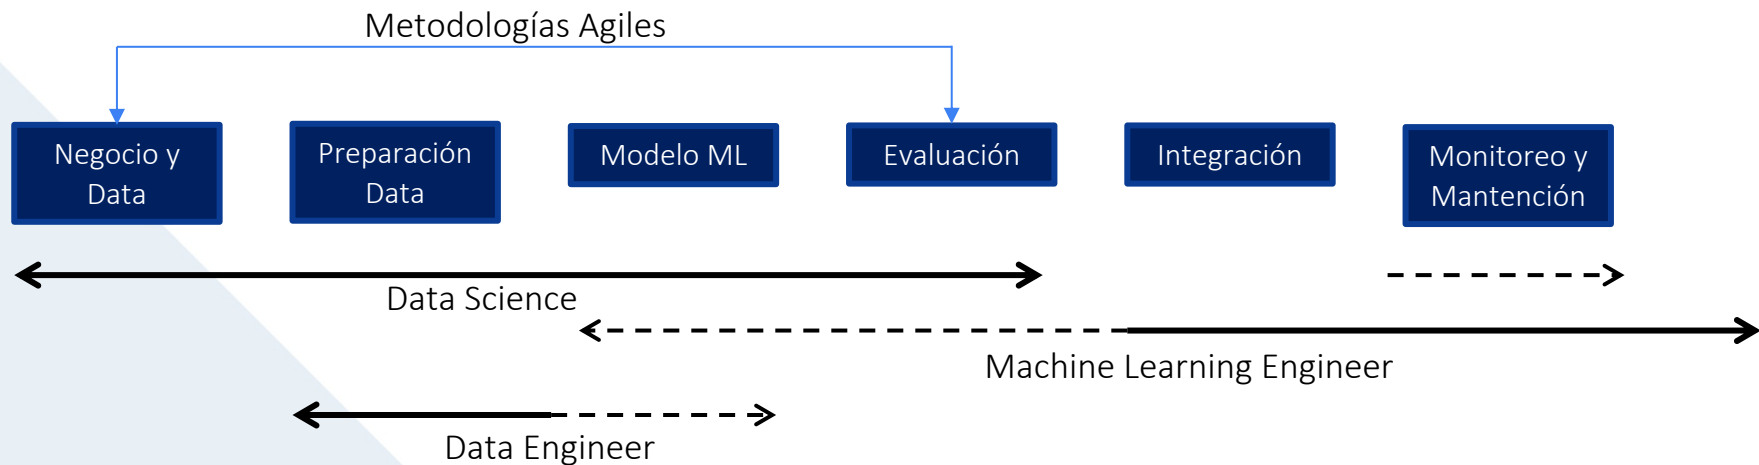 Metodologías Agiles
Negocio y
Data
Preparación
Data
Modelo ML
Evaluación
Integración
Monitoreo y
Mantención
Data Science
Machine Learning Engineer
Data Engineer